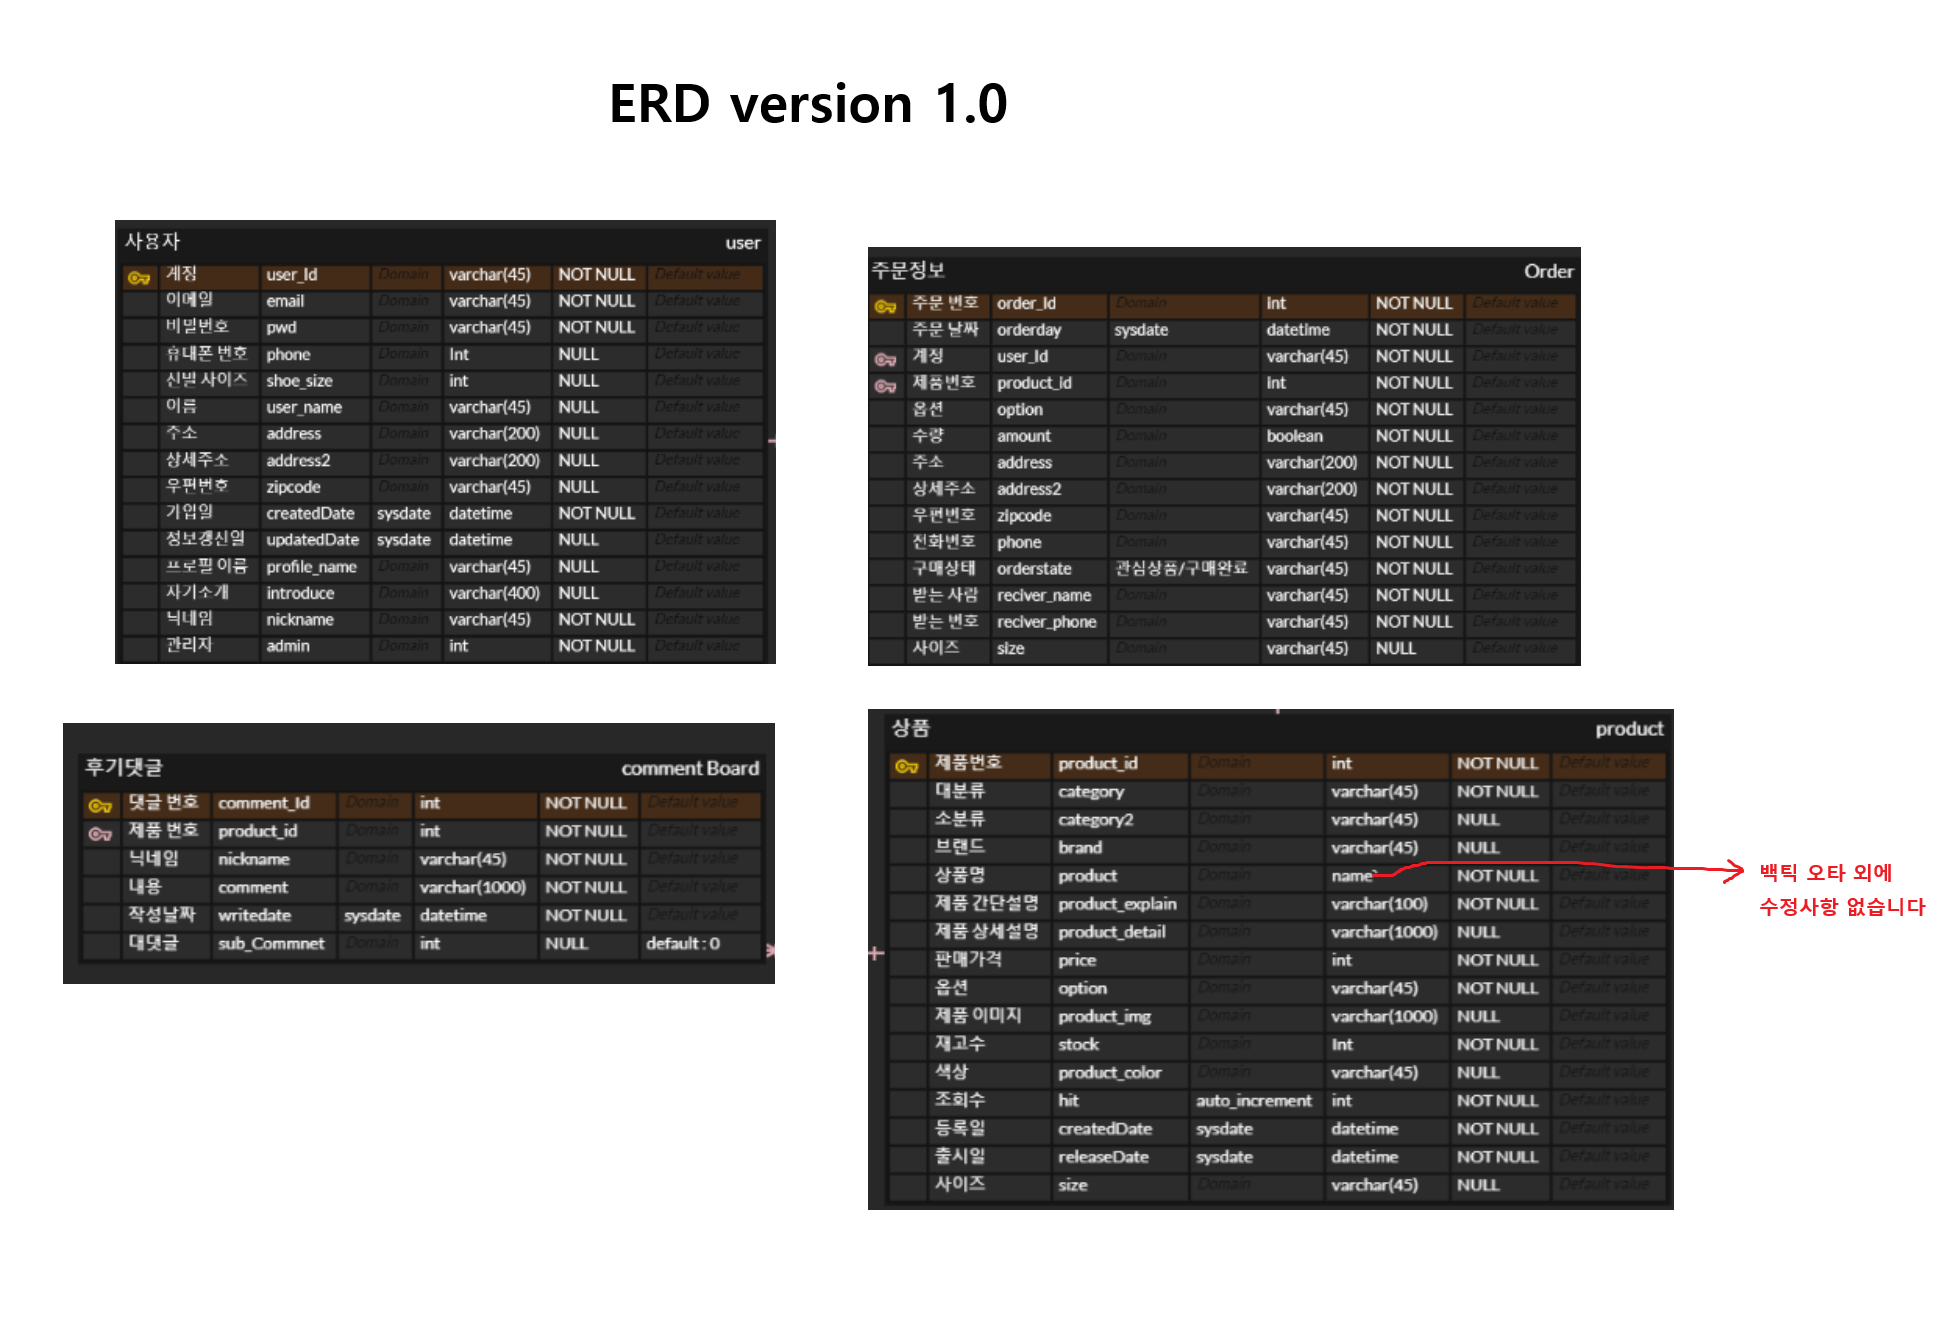 ERD version 1.0
사용자 user
계정 user_Id Domain varchar(45) NOT NULL Default value
이메일 email Domain varchar(45) NOT NULL Default value
비밀번호 pwd Domain varchar(45) NOT NULL Default value
휴대폰 번호 phone Domain Int NULL Default value
신발 사이즈 shoe_size Domain int NULL Default value
이름 user_name Domain varchar(45) NULL Default value
주소 address Domain varchar(200) NULL Default value
상세주소 address2 Domain varchar(200) NULL Default value
우편번호 zipcode Domain varchar(45) NULL Default value
가입일 createdDate sysdate datetime NOT NULL Default value
정보갱신일 updatedDate sysdate datetime NULL Default value
프로필 이름 profile_name Domain varchar(45) NULL Default value
자기소개 introduce Domain varchar(400) NULL Default value
닉네임 nickname Domain varchar(45) NOT NULL Default value
관리자 admin Domain int NOT NULL Default value
주문정보 Order
주문 번호 order_Id Domain int NOT NULL Default value
주문 날짜 orderday sysdate datetime NOT NULL Default value
계정 user_Id Domain varchar(45) NOT NULL Default value
제품번호 product_id Domain int NOT NULL Default value
옵션 option Domain varchar(45) NOT NULL Default value
수량 amount Domain boolean NOT NULL Default value
주소 address Domain varchar(200) NOT NULL Default value
상세주소 address2 Domain varchar(200) NOT NULL Default value
우편번호 zipcode Domain varchar(45) NOT NULL Default value
전화번호 phone Domain varchar(45) NOT NULL Default value
구매상태 orderstate 관심상품/구매완료 varchar(45) NOT NULL Default value
받는 사람 reciver_name Domain varchar(45) NOT NULL Default value
받는 번호 reciver_phone Domain varchar(45) NOT NULL Default value
사이즈 size Domain varchar(45) NULL Default value
후기댓글 comment Board
댓글 번호 comment_Id Domain int NOT NULL Default value
제품 번호 product_id Domain int NOT NULL Default value
닉네임 nickname Domain varchar(45) NOT NULL Default value
내용 comment Domain varchar(1000) NOT NULL Default value
작성날짜 writedate sysdate datetime NOT NULL Default value
대댓글 sub_Commnet Domain int NULL default : 0
상품 product
제품번호 product_id Domain int NOT NULL Default value
대분류 category Domain varchar(45) NOT NULL Default value
소분류 category2 Domain varchar(45) NULL Default value
브랜드 brand Domain varchar(45) NULL Default value
상품명 product Domain name` NOT NULL Default value
제품 간단설명 product_explain Domain varchar(100) NOT NULL Default value
제품 상세설명 product_detail Domain varchar(1000) NULL Default value
판매가격 price Domain int NOT NULL Default value
옵션 option Domain varchar(45) NOT NULL Default value
제품 이미지 product_img Domain varchar(1000) NULL Default value
재고수 stock Domain Int NOT NULL Default value
색상 product_color Domain varchar(45) NULL Default value
조회수 hit auto_increment int NOT NULL Default value
등록일 createdDate sysdate datetime NOT NULL Default value
출시일 releaseDate sysdate datetime NOT NULL Default value
사이즈 size Domain varchar(45) NULL Default value
백틱 오타 외에
수정사항 없습니다